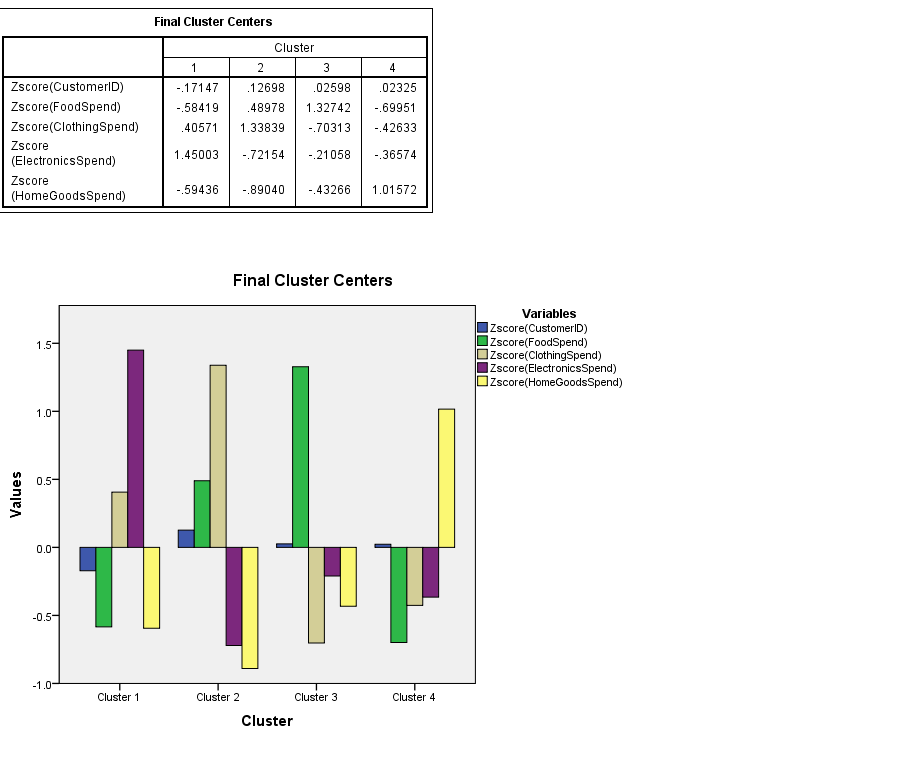 Final Cluster Centers
Cluster
1 2 3 4
Zscore(CustomerID) -.17147 .12698 .02598 .02325
Zscore(FoodSpend) -.58419 .48978 1.32742 -.69951
Zscore(ClothingSpend) .40571 1.33839 -.70313 -.42633
Zscore
(ElectronicsSpend) 1.45003 -.72154 -.21058 -.36574
Zscore
(HomeGoodsSpend) -.59436 -.89040 -.43266 1.01572
Final Cluster Centers
Variables
Zscore(CustomerID)
Zscore(FoodSpend)
Zscore(ClothingSpend)
Zscore(ElectronicsSpend)
Zscore(HomeGoodsSpend)
Values
1.5
1.0
0.5
0.0
-0.5
-1.0
Cluster 1 Cluster 2 Cluster 3 Cluster 4
Cluster